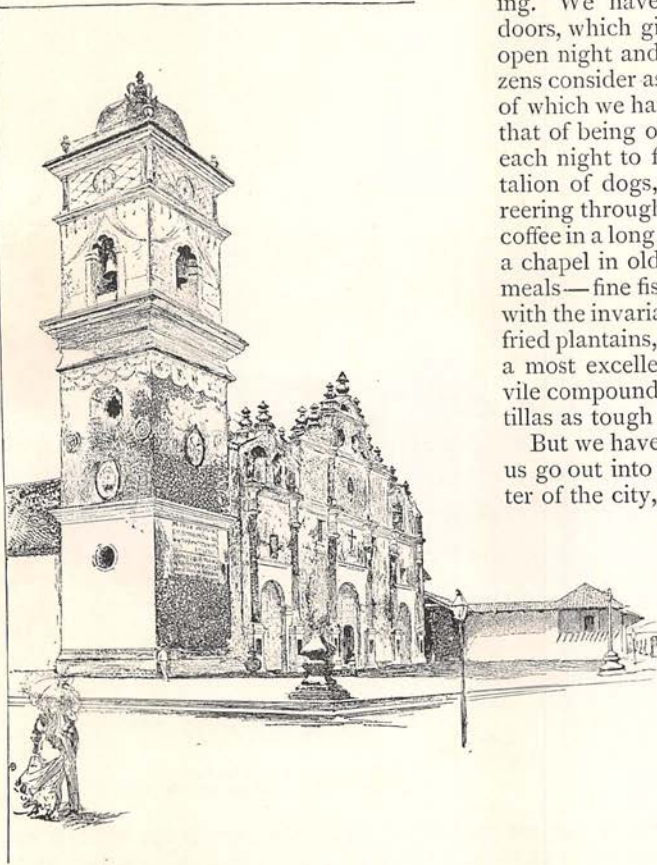 ing. We have
doors, which gi
open night and
zens consider as
of which we ha
that of being o
each night to f
talion of dogs,
reering through
coffee in a long
a chapel in old
meals—fine fis
with the invaria
fried plantains,
a most excelle
vile compound
tillas as tough
But we have
us go out into
ter of the city,